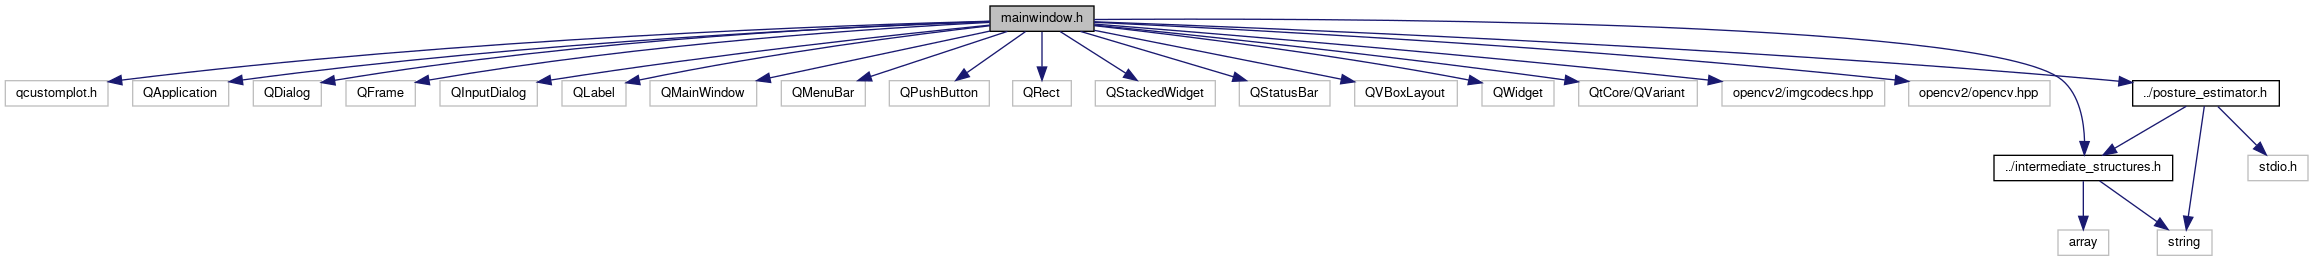 mainwindow.h
qcustomplot.h
QApplication
QDialog
QFrame
QInputDialog
QLabel
QMainWindow
QMenuBar
QPushButton
QRect
QStackedWidget
QStatusBar
QVBoxLayout
QWidget
QtCore/QVariant
opencv2/imgcodecs.hpp
opencv2/opencv.hpp
../posture_estimator.h
../intermediate_structures.h
stdio.h
array
string